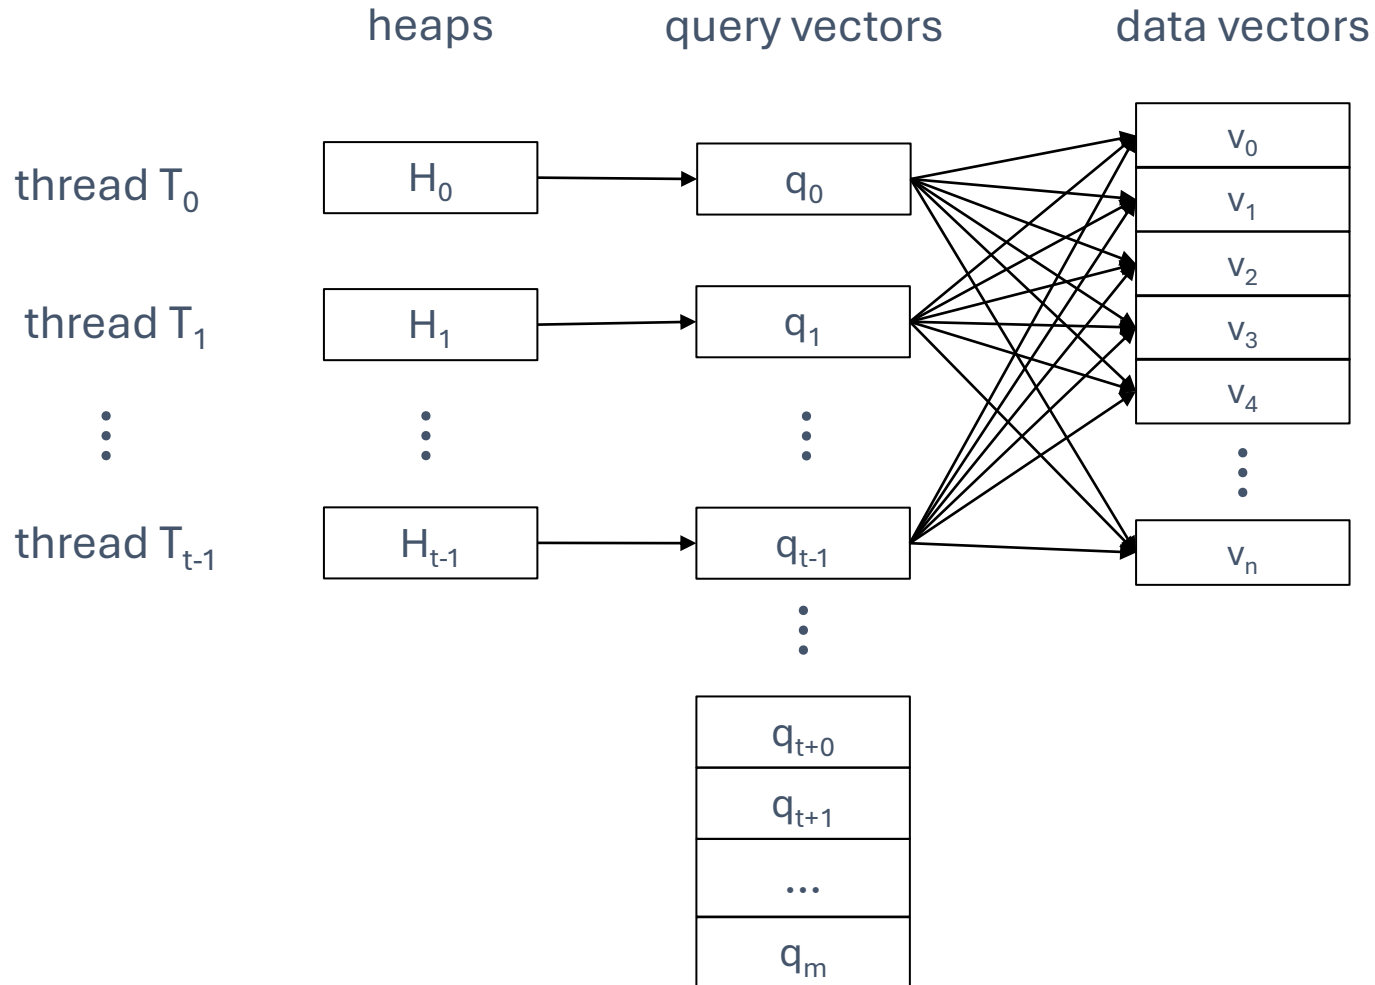 heaps query vectors data vectors
v₀
thread T₀ H₀ q₀
v₁
v₂
thread T₁ H₁ q₁
v₃
v₄
thread Tₜ₋₁ Hₜ₋₁ qₜ₋₁
vₙ
qₜ₊₀
qₜ₊₁
...
qₘ